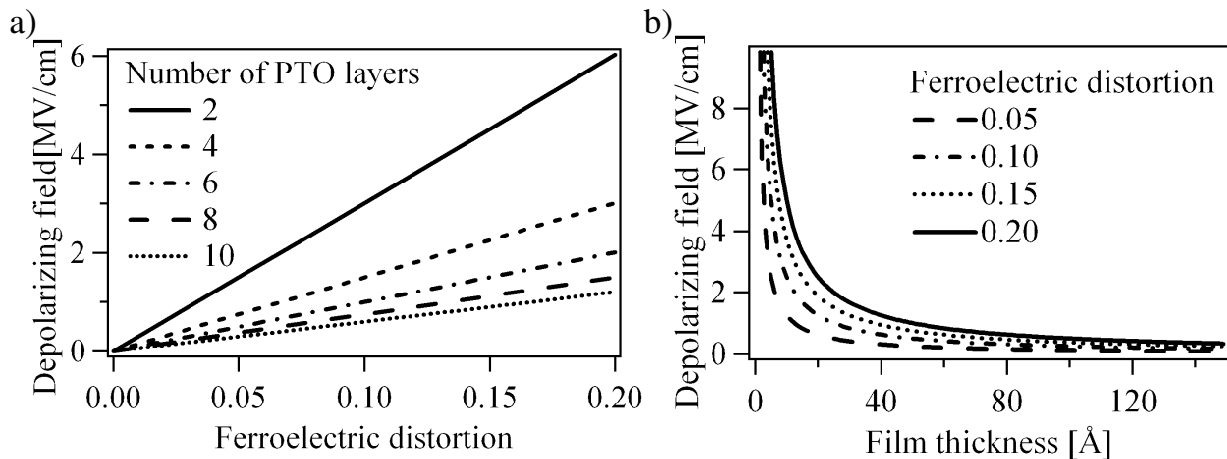 a)
Depolarizing field[MV/cm]
6
4
2
0
Number of PTO layers
2
4
6
8
10
0.00 0.05 0.10 0.15 0.20
Ferroelectric distortion
b)
Depolarizing field [MV/cm]
8
6
4
2
0
Ferroelectric distortion
0.05
0.10
0.15
0.20
0 40 80 120
Film thickness [Å]